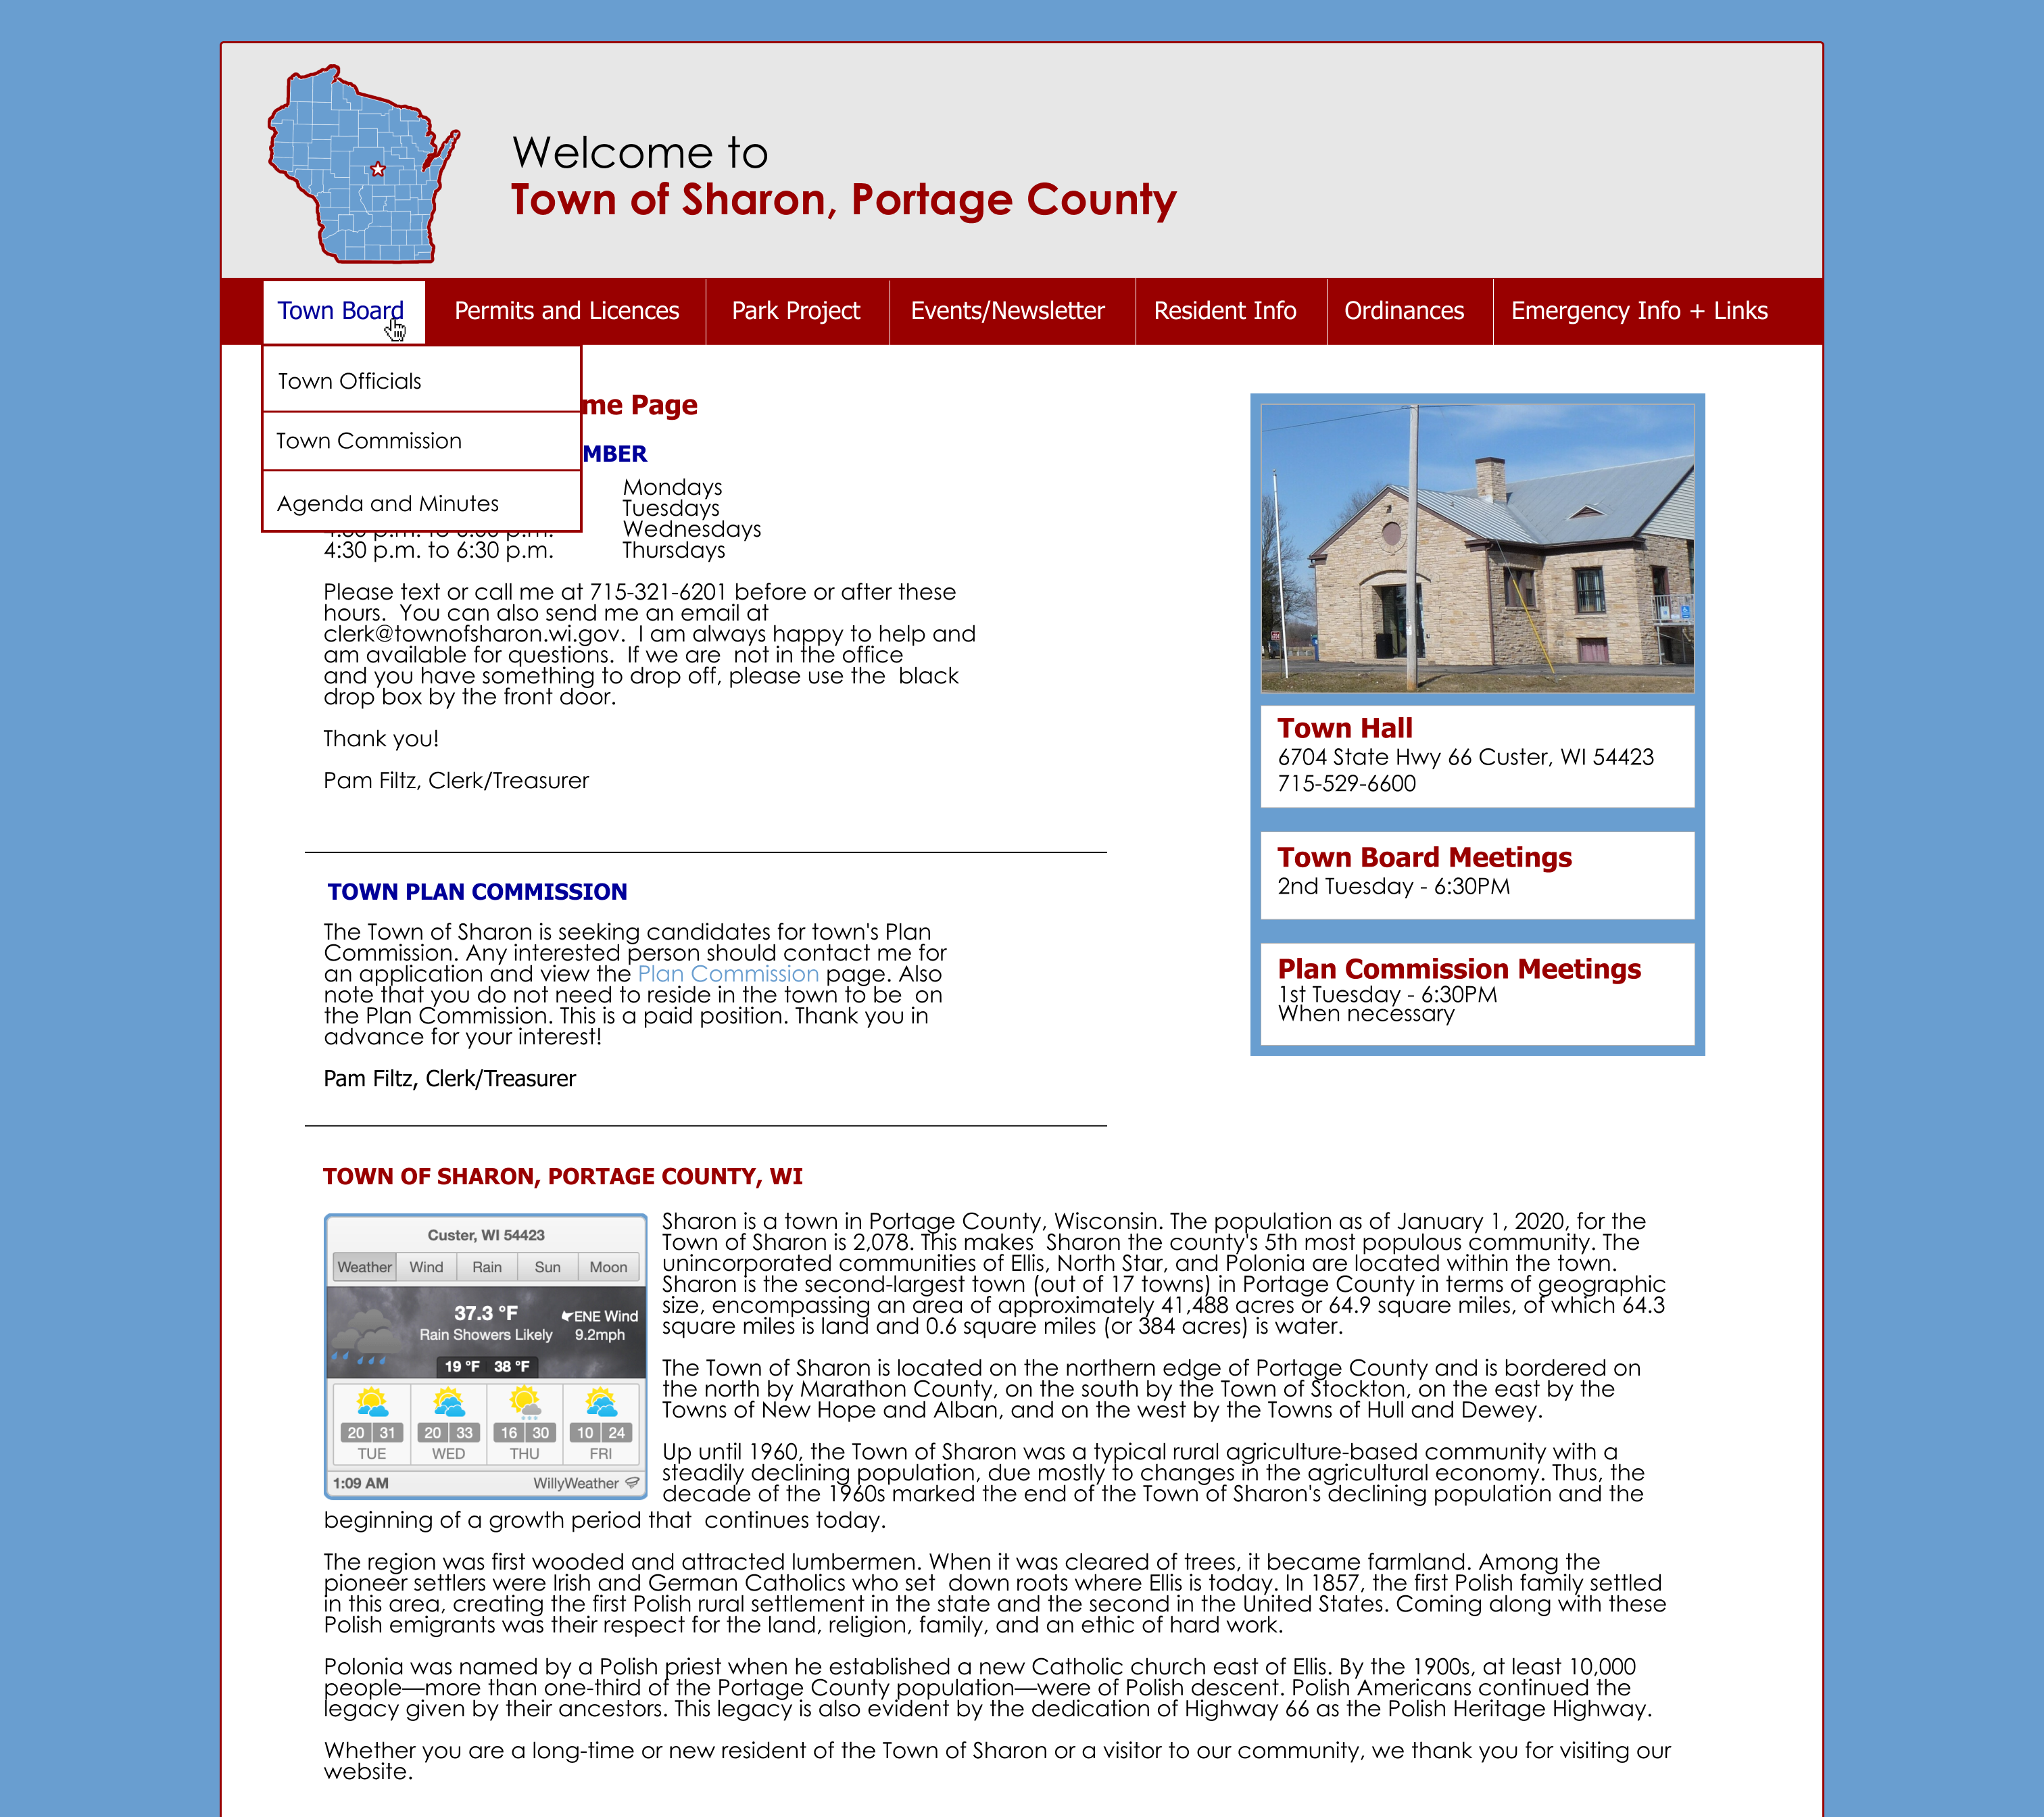 Welcome to
Town of Sharon, Portage County
Town Board
Permits and Licences
Park Project
Events/Newsletter
Resident Info
Ordinances
Emergency Info + Links
Town Officials
Town Commission
Agenda and Minutes
me Page
MBER
Mondays
Tuesdays
Wednesdays
4:30 p.m. to 6:30 p.m. Thursdays
Please text or call me at 715-321-6201 before or after these
hours. You can also send me an email at
clerk@townofsharon.wi.gov. I am always happy to help and
am available for questions. If we are not in the office
and you have something to drop off, please use the black
drop box by the front door.
Thank you!
Pam Filtz, Clerk/Treasurer
Town Hall
6704 State Hwy 66 Custer, WI 54423
715-529-6600
Town Board Meetings
2nd Tuesday - 6:30PM
Plan Commission Meetings
1st Tuesday - 6:30PM
When necessary
TOWN PLAN COMMISSION
The Town of Sharon is seeking candidates for town's Plan
Commission. Any interested person should contact me for
an application and view the Plan Commission page. Also
note that you do not need to reside in the town to be on
the Plan Commission. This is a paid position. Thank you in
advance for your interest!
Pam Filtz, Clerk/Treasurer
TOWN OF SHARON, PORTAGE COUNTY, WI
Custer, WI 54423
Weather Wind Rain Sun Moon
37.3 °F
Rain Showers Likely
ENE Wind
9.2mph
19 °F 38 °F
20 31 20 33 16 30 10 24
TUE WED THU FRI
1:09 AM WillyWeather
Sharon is a town in Portage County, Wisconsin. The population as of January 1, 2020, for the
Town of Sharon is 2,078. This makes Sharon the county's 5th most populous community. The
unincorporated communities of Ellis, North Star, and Polonia are located within the town.
Sharon is the second-largest town (out of 17 towns) in Portage County in terms of geographic
size, encompassing an area of approximately 41,488 acres or 64.9 square miles, of which 64.3
square miles is land and 0.6 square miles (or 384 acres) is water.
The Town of Sharon is located on the northern edge of Portage County and is bordered on
the north by Marathon County, on the south by the Town of Stockton, on the east by the
Towns of New Hope and Alban, and on the west by the Towns of Hull and Dewey.
Up until 1960, the Town of Sharon was a typical rural agriculture-based community with a
steadily declining population, due mostly to changes in the agricultural economy. Thus, the
decade of the 1960s marked the end of the Town of Sharon's declining population and the
beginning of a growth period that continues today.
The region was first wooded and attracted lumbermen. When it was cleared of trees, it became farmland. Among the
pioneer settlers were Irish and German Catholics who set down roots where Ellis is today. In 1857, the first Polish family settled
in this area, creating the first Polish rural settlement in the state and the second in the United States. Coming along with these
Polish emigrants was their respect for the land, religion, family, and an ethic of hard work.
Polonia was named by a Polish priest when he established a new Catholic church east of Ellis. By the 1900s, at least 10,000
people—more than one-third of the Portage County population—were of Polish descent. Polish Americans continued the
legacy given by their ancestors. This legacy is also evident by the dedication of Highway 66 as the Polish Heritage Highway.
Whether you are a long-time or new resident of the Town of Sharon or a visitor to our community, we thank you for visiting our
website.